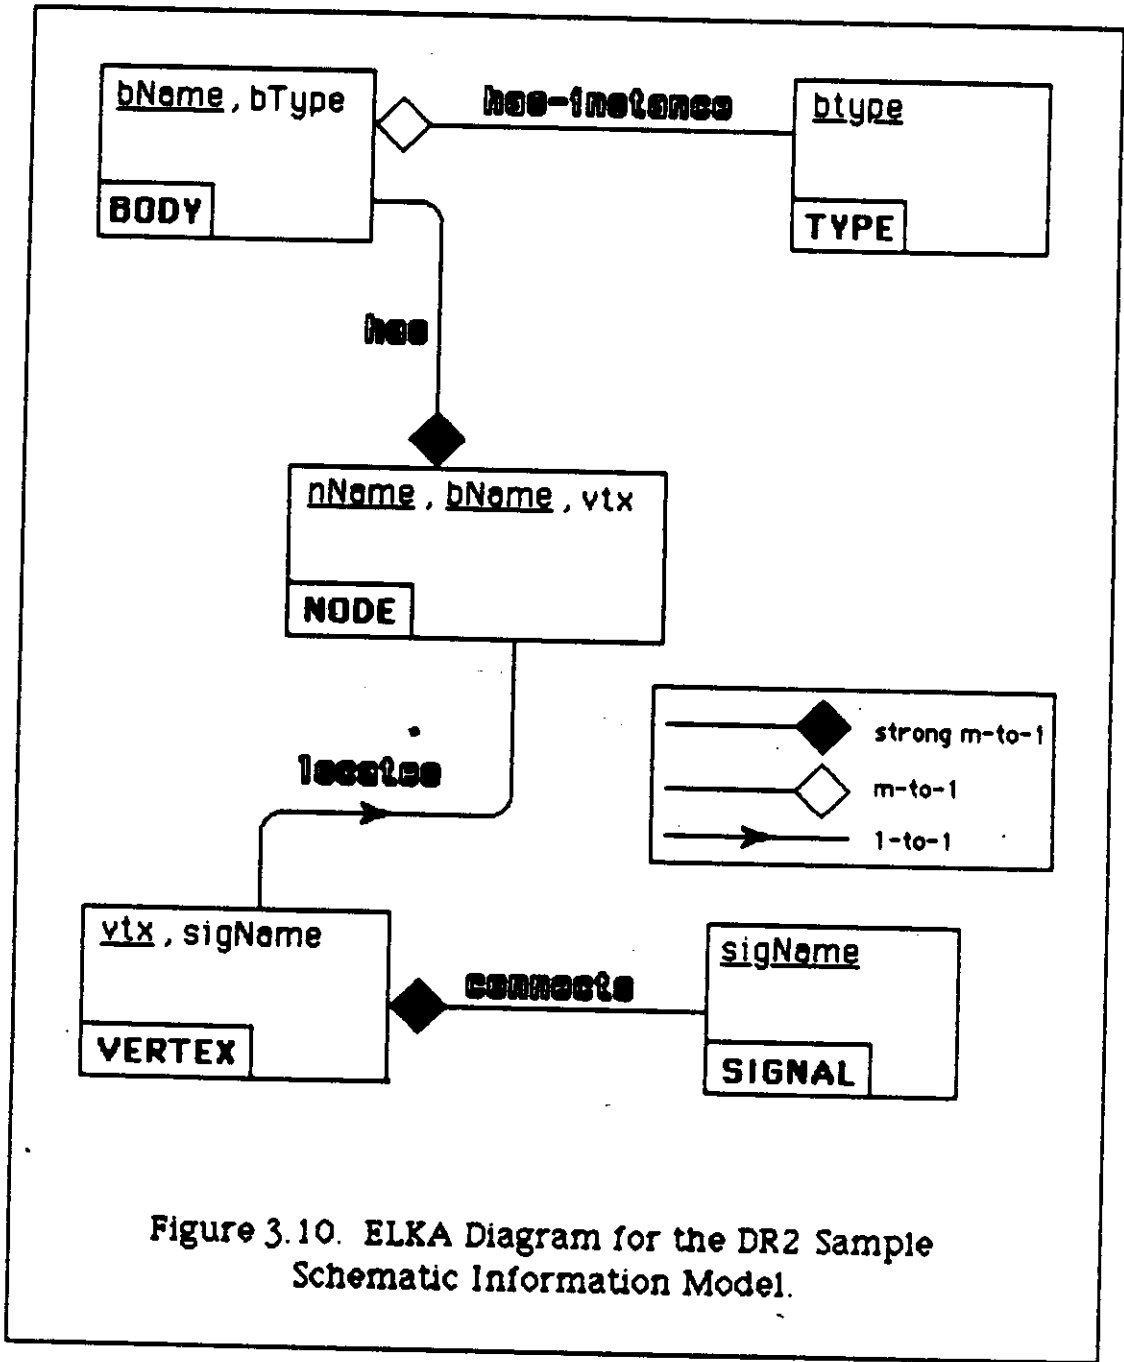 bName, bType
has-instance
btype
BODY
TYPE
has
nName, bName, vtx
NODE
strong m-to-1
locates
m-to-1
1-to-1
vtx, sigName
sigName
connects
VERTEX
SIGNAL
Figure 3.10. ELKA Diagram for the DR2 Sample
Schematic Information Model.